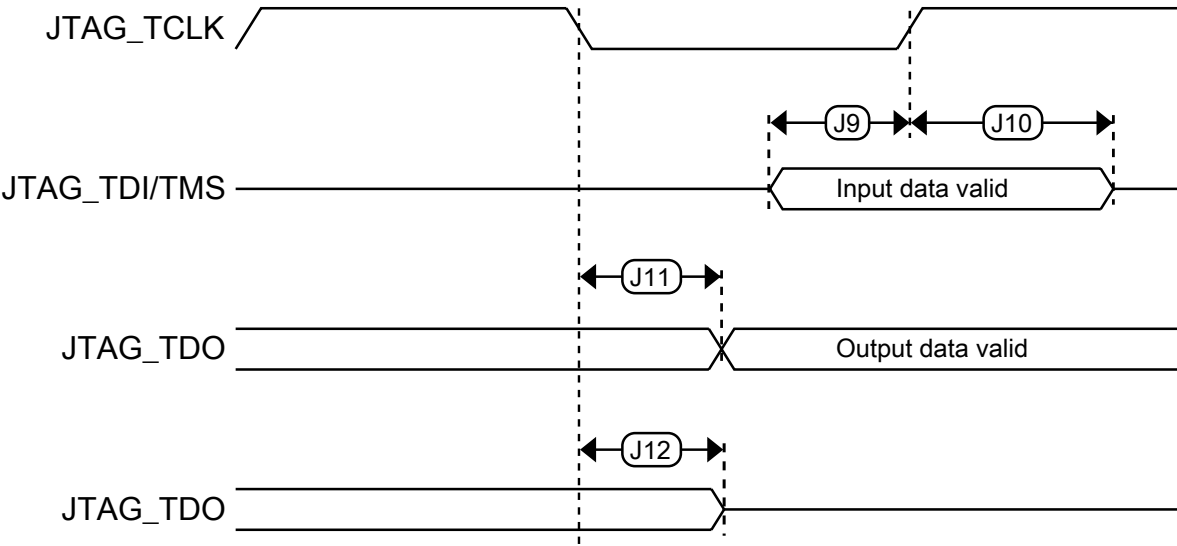 JTAG_TCLK
J9 J10
JTAG_TDI/TMS Input data valid
J11
JTAG_TDO Output data valid
J12
JTAG_TDO